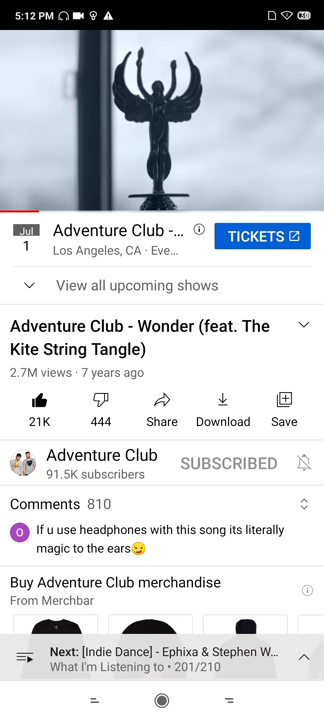 5:12 PM
Jul
1
Adventure Club -...
Los Angeles, CA · Eve...
TICKETS
View all upcoming shows
Adventure Club - Wonder (feat. The
Kite String Tangle)
2.7M views · 7 years ago
21K
444
Share
Download
Save
Adventure Club
91.5K subscribers
SUBSCRIBED
Comments 810
O
If u use headphones with this song its literally
magic to the ears😉
Buy Adventure Club merchandise
From Merchbar
Next: [Indie Dance] - Ephixa & Stephen W...
What I'm Listening to • 201/210